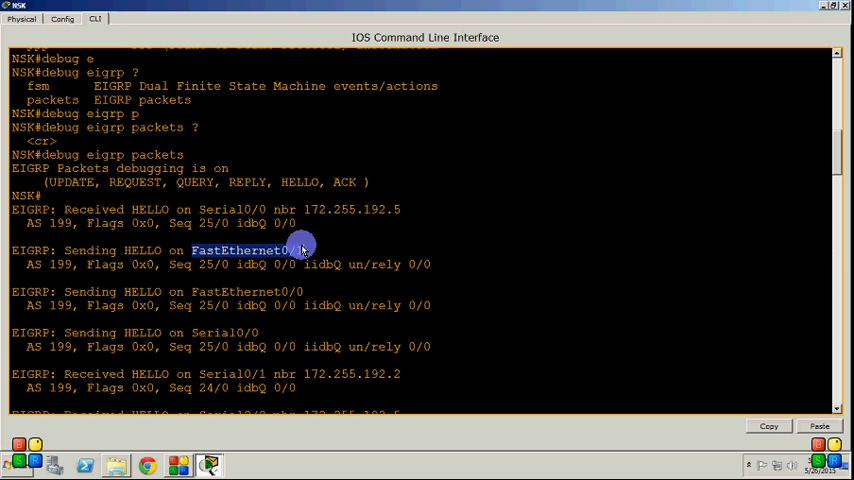 NSK
Physical Config CLI
IOS Command Line Interface
NSK#debug e
NSK#debug eigrp ?
fsm EIGRP Dual Finite State Machine events/actions
packets EIGRP packets
NSK#debug eigrp p
NSK#debug eigrp packets ?
<cr>
NSK#debug eigrp packets
EIGRP Packets debugging is on
(UPDATE, REQUEST, QUERY, REPLY, HELLO, ACK )
NSK#
EIGRP: Received HELLO on Serial0/0 nbr 172.255.192.5
AS 199, Flags 0x0, Seq 25/0 idbQ 0/0
EIGRP: Sending HELLO on FastEthernet0/1
AS 199, Flags 0x0, Seq 25/0 idbQ 0/0 iidbQ un/rely 0/0
EIGRP: Sending HELLO on FastEthernet0/0
AS 199, Flags 0x0, Seq 25/0 idbQ 0/0 iidbQ un/rely 0/0
EIGRP: Sending HELLO on Serial0/0
AS 199, Flags 0x0, Seq 25/0 idbQ 0/0 iidbQ un/rely 0/0
EIGRP: Received HELLO on Serial0/1 nbr 172.255.192.2
AS 199, Flags 0x0, Seq 24/0 idbQ 0/0
Copy Paste
5/26/2015